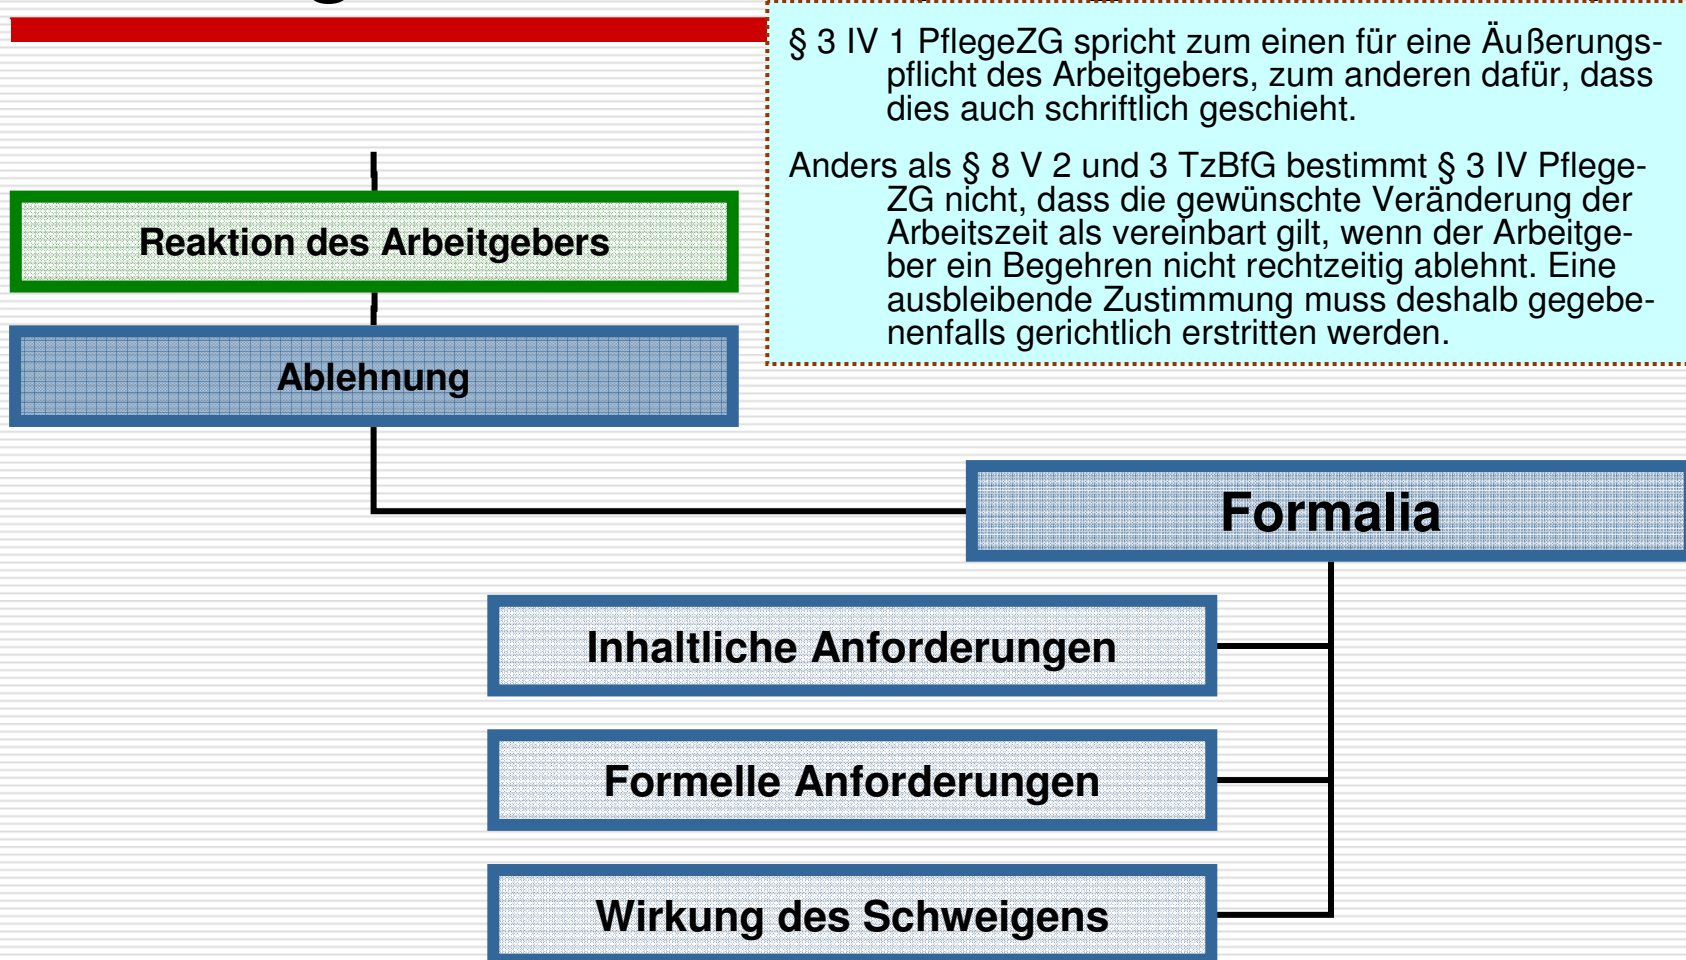 § 3 IV 1 PflegeZG spricht zum einen für eine Äußerungs-
pflicht des Arbeitgebers, zum anderen dafür, dass
dies auch schriftlich geschieht.
Anders als § 8 V 2 und 3 TzBfG bestimmt § 3 IV Pflege-
ZG nicht, dass die gewünschte Veränderung der
Arbeitszeit als vereinbart gilt, wenn der Arbeitge-
ber ein Begehren nicht rechtzeitig ablehnt. Eine
ausbleibende Zustimmung muss deshalb gegebe-
nenfalls gerichtlich erstritten werden.
Reaktion des Arbeitgebers
Ablehnung
Formalia
Inhaltliche Anforderungen
Formelle Anforderungen
Wirkung des Schweigens